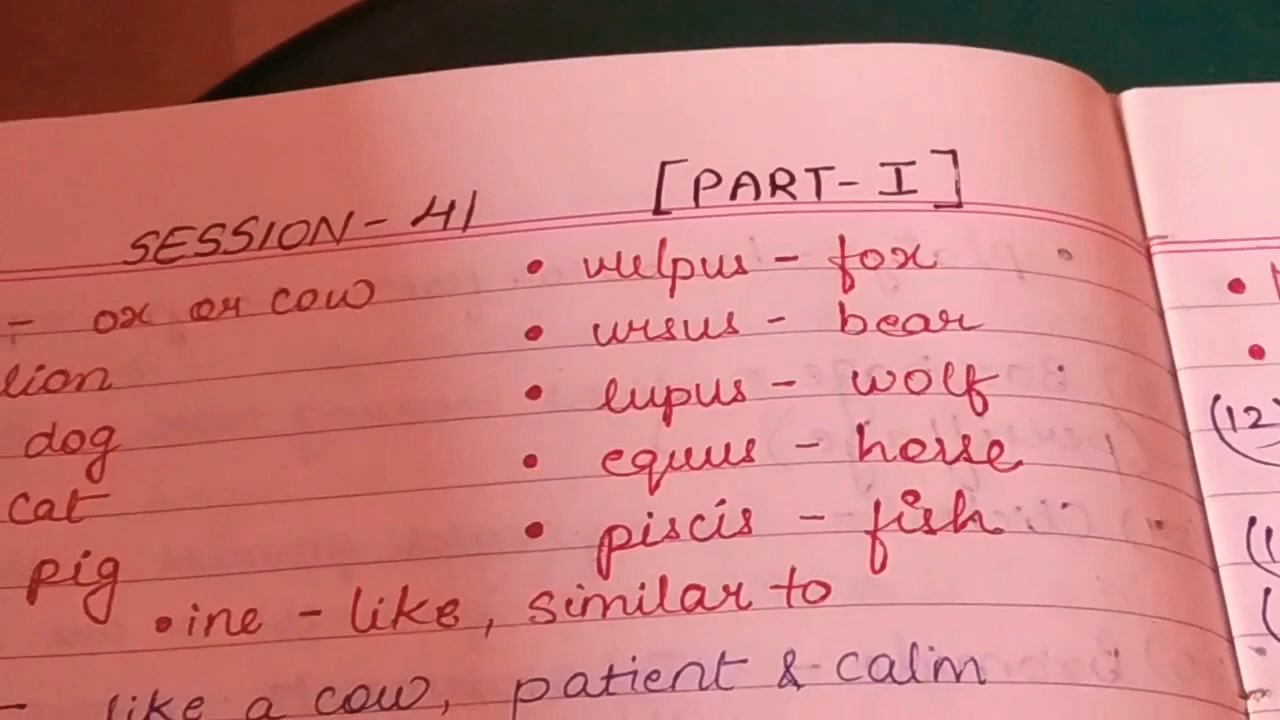 SESSION-41 [PART-I]
- ox or cow • vulpus - fox
lion • ursus - bear
dog • lupus - wolf
cat • equus - horse
pig • piscis - fish
• ine - like, similar to
- like a cow, patient & calm
(12)